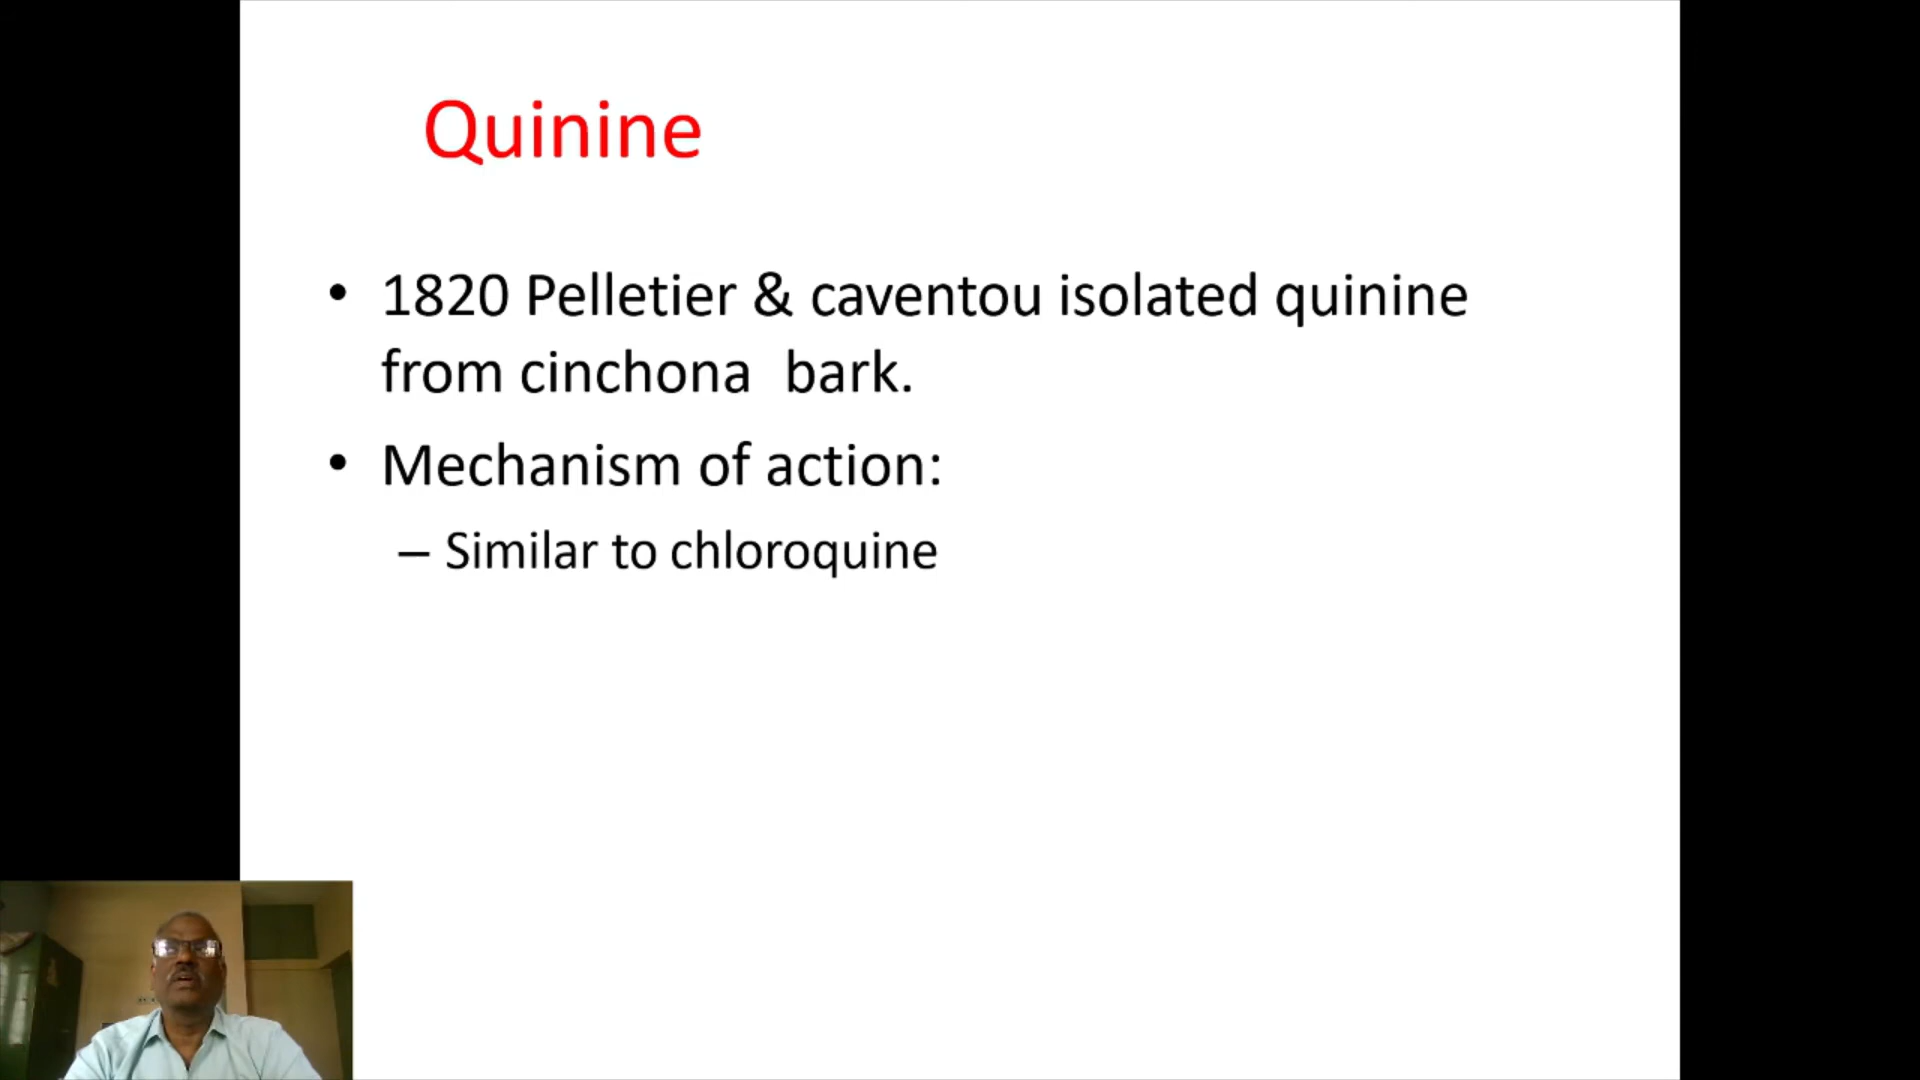 Quinine
• 1820 Pelletier & caventou isolated quinine
from cinchona  bark.
• Mechanism of action:
– Similar to chloroquine